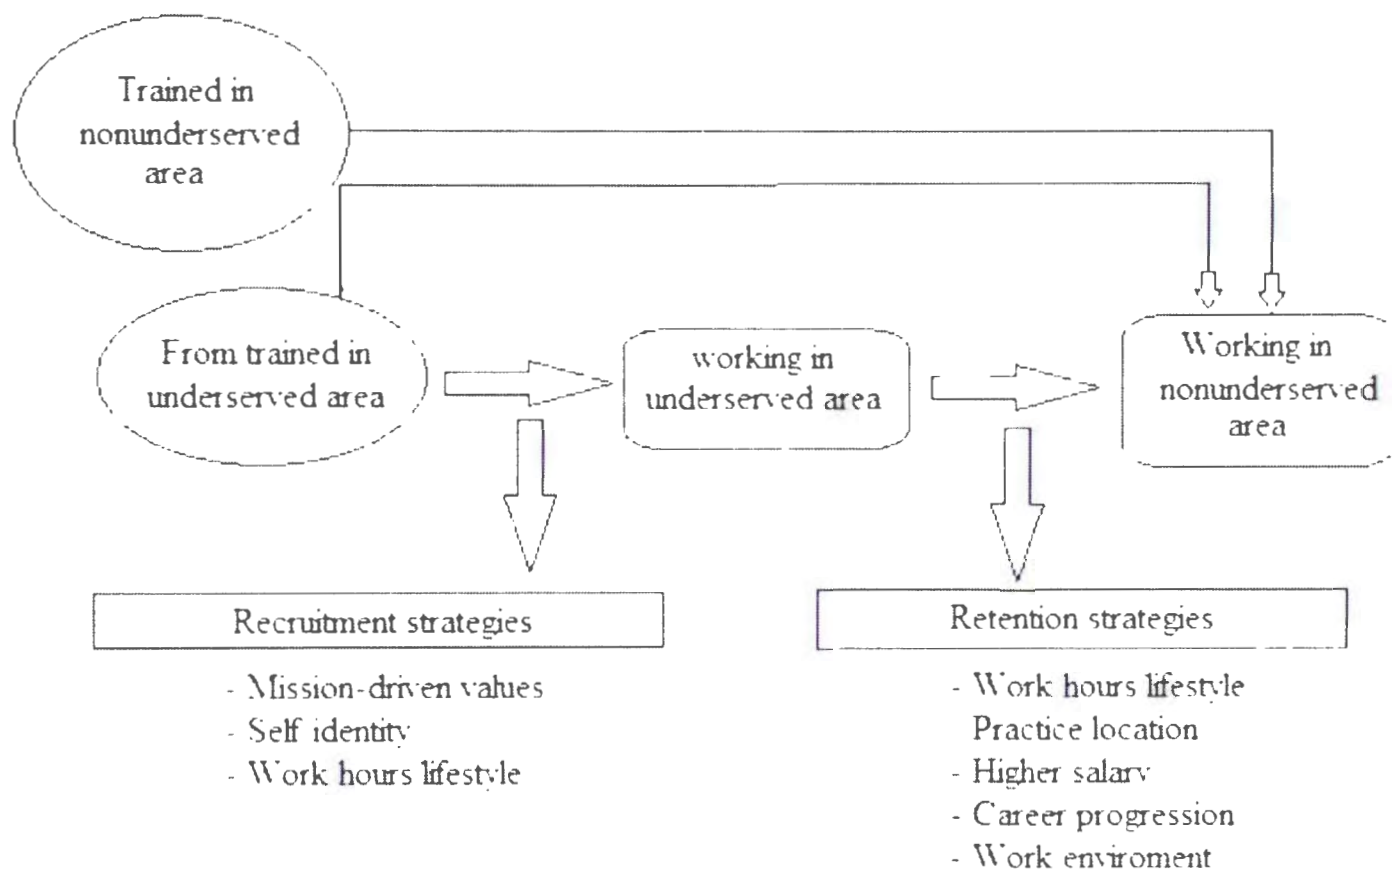 Trained in
nonunderserved
area
From trained in
underserved area
working in
underserved area
Working in
nonunderserved
area
Recruitment strategies
- Mission-driven values
- Self identity
- Work hours lifestyle
Retention strategies
- Work hours lifestyle
Practice location
- Higher salary
- Career progression
- Work enviroment